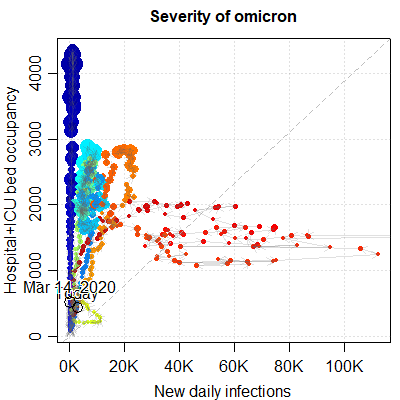 Severity of omicron
Hospital+ICU bed occupancy
4000
3000
2000
1000
0
Mar 14, 2020
Today
0K
20K
40K
60K
80K
100K
New daily infections